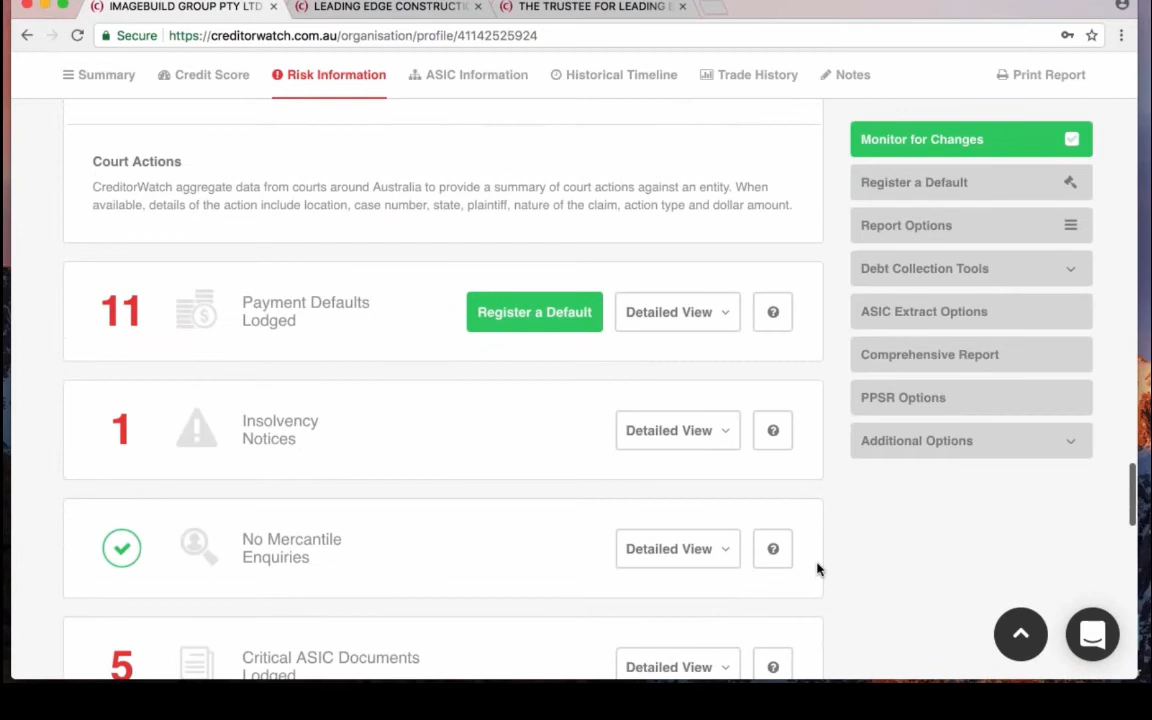 IMAGEBUILD GROUP PTY LTD
LEADING EDGE CONSTRUCTI
THE TRUSTEE FOR LEADING E
Secure https://creditorwatch.com.au/organisation/profile/41142525924
Summary Credit Score Risk Information ASIC Information Historical Timeline Trade History Notes Print Report
Court Actions
CreditorWatch aggregate data from courts around Australia to provide a summary of court actions against an entity. When
available, details of the action include location, case number, state, plaintiff, nature of the claim, action type and dollar amount.
11
Payment Defaults
Lodged
Register a Default
Detailed View
1
Insolvency
Notices
Detailed View
No Mercantile
Enquiries
Detailed View
5
Critical ASIC Documents
Lodged
Detailed View
Monitor for Changes
Register a Default
Report Options
Debt Collection Tools
ASIC Extract Options
Comprehensive Report
PPSR Options
Additional Options